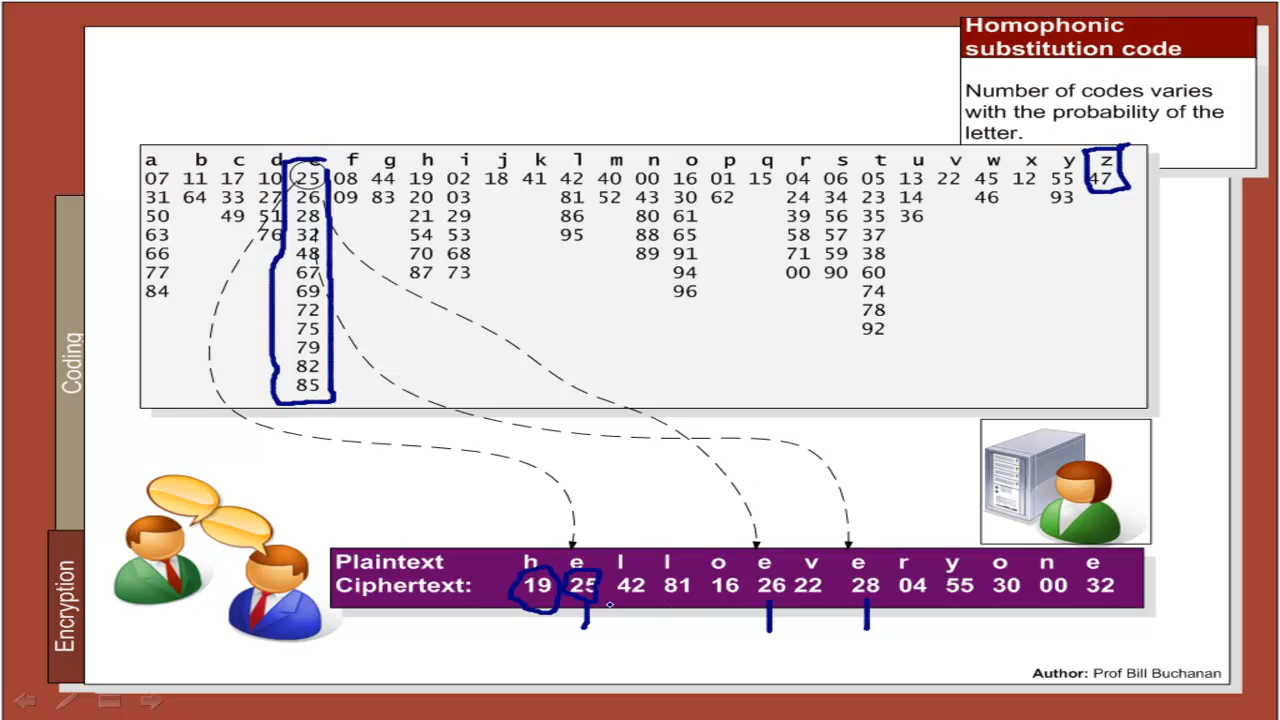 Homophonic
substitution code
Number of codes varies
with the probability of the
letter.
a b c d e f g h i j k l m n o p q r s t u v w x y z
07 11 17 10 25 08 44 19 02 18 41 42 40 00 16 01 15 04 06 05 13 22 45 12 55 47
31 64 33 27 26 09 83 20 03 81 52 43 30 62 24 34 23 14 46 93
50 49 51 28 21 29 86 80 61 39 56 35 36
63 76 32 54 53 95 88 65 58 57 37
66 48 70 68 89 91 71 59 38
77 67 87 73 94 00 90 60
84 69 96 74
72 78
75 92
79
82
85
Coding
Encryption
Plaintext h e l l o e v e r y o n e
Ciphertext: 19 25 42 81 16 26 22 28 04 55 30 00 32
Author: Prof Bill Buchanan